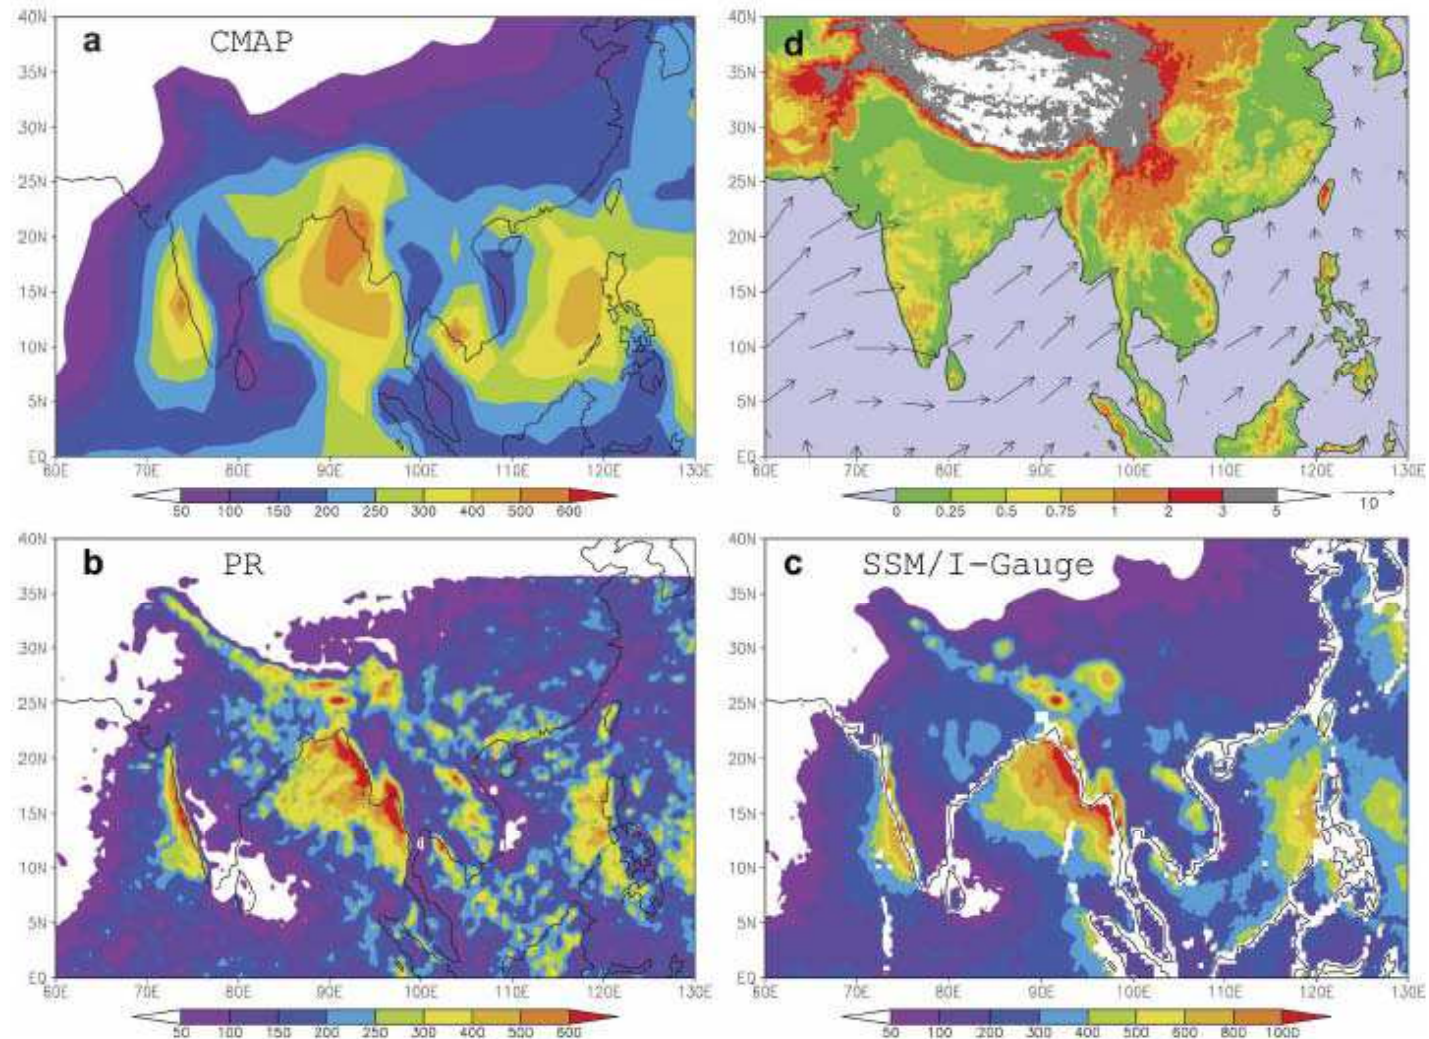 a CMAP
40N
35N
30N
25N
20N
15N
10N
5N
EQ
60E 70E 80E 90E 100E 110E 120E 130E
50 100 150 200 250 300 400 500 600
d
40N
35N
30N
25N
20N
15N
10N
5N
EQ
60E 70E 80E 90E 100E 110E 120E 130E
0 0.25 0.5 0.75 1 2 3 5 10
b PR
40N
35N
30N
25N
20N
15N
10N
5N
EQ
60E 70E 80E 90E 100E 110E 120E 130E
50 100 150 200 250 300 400 500 600
c SSM/I-Gauge
40N
35N
30N
25N
20N
15N
10N
5N
EQ
60E 70E 80E 90E 100E 110E 120E 130E
50 100 200 300 400 500 600 800 1000